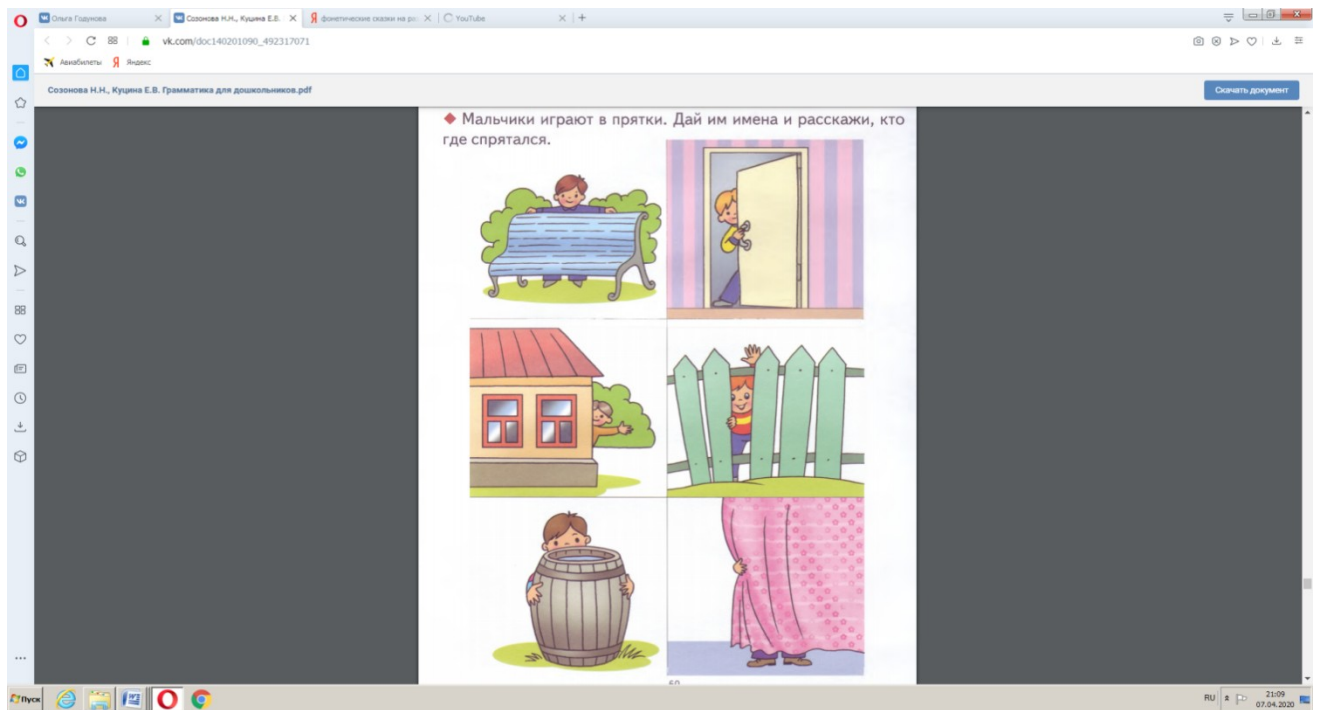 Ольга Годунова
Созонова Н.Н., Куцина Е.В.
фонетические сказки на
YouTube
vk.com/doc140201090_492317071
Авиабилеты
Яндекс
Созонова Н.Н., Куцина Е.В. Грамматика для дошкольников.pdf
Скачать документ
Мальчики играют в прятки. Дай им имена и расскажи, кто
где спрятался.
Пуск
RU
21:09
07.04.2020